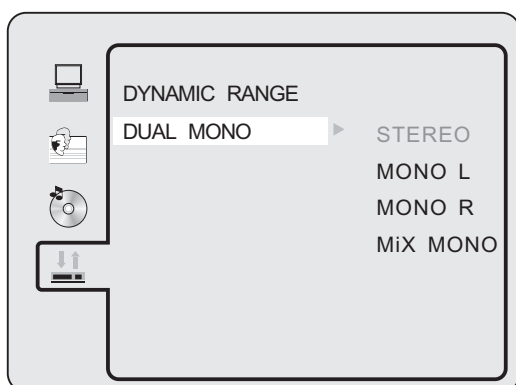 DYNAMIC RANGE
DUAL MONO
STEREO
MONO L
MONO R
MiX MONO